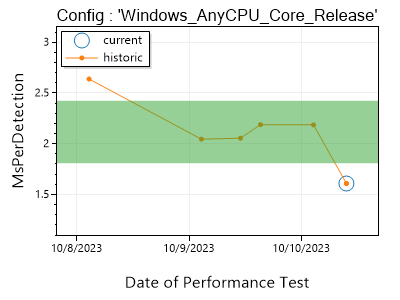 Config : 'Windows_AnyCPU_Core_Release'
current
historic
3
2.5
2
1.5
MsPerDetection
10/8/2023
10/9/2023
10/10/2023
Date of Performance Test